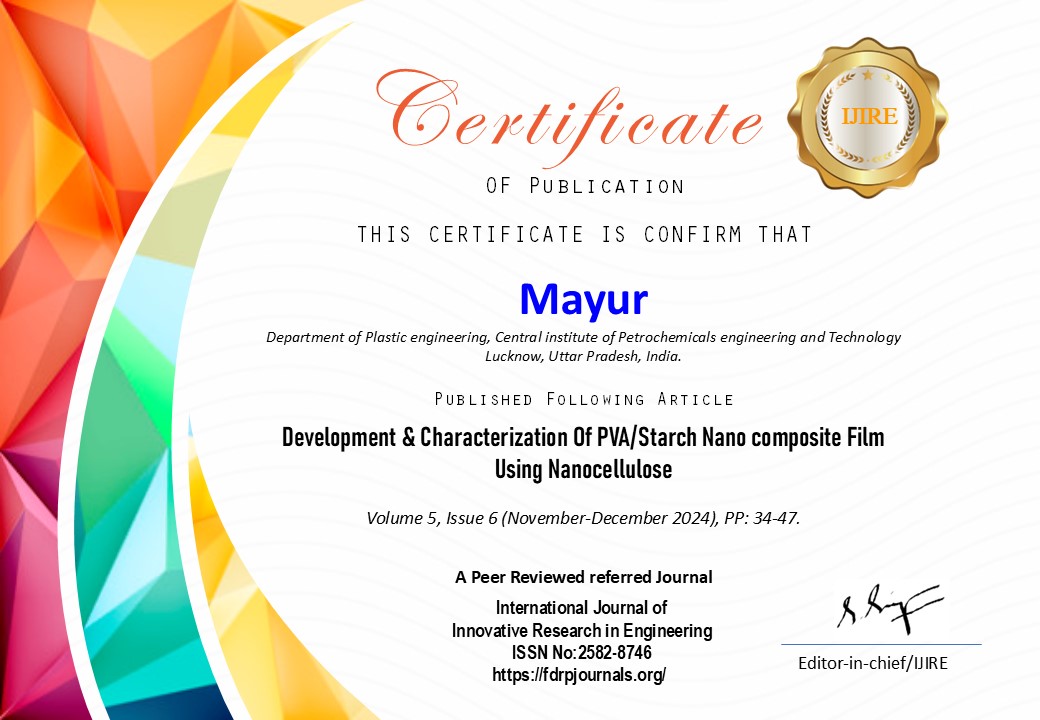 Certificate
IJIRE
OF PUBLICATION
THIS CERTIFICATE IS CONFIRM THAT
Mayur
Department of Plastic engineering, Central institute of Petrochemicals engineering and Technology
Lucknow, Uttar Pradesh, India.
PUBLISHED FOLLOWING ARTICLE
Development & Characterization Of PVA/Starch Nano composite Film
Using Nanocellulose
Volume 5, Issue 6 (November-December 2024), PP: 34-47.
A Peer Reviewed referred Journal
International Journal of
Innovative Research in Engineering
ISSN No:2582-8746
https://fdrpjournals.org/
Editor-in-chief/IJIRE